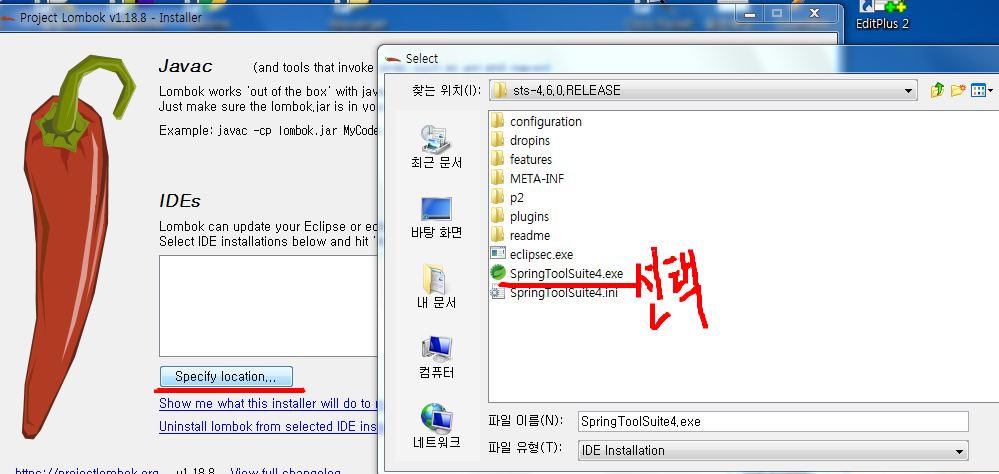 Project Lombok v1.18.8 - Installer
EditPlus 2
Javac (and tools that invoke
Lombok works 'out of the box' with jav
Just make sure the lombok.jar is in yo
Example: javac -cp lombok.jar MyCode
IDEs
Lombok can update your Eclipse or ec
Select IDE installations below and hit '
Specify location...
Show me what this installer will do to
Uninstall lombok from selected IDE ins
https://projectlombok.org v1.18.8 View full changelog
Select
찾는 위치(I):
sts-4.6.0.RELEASE
최근 문서
바탕 화면
내 문서
컴퓨터
네트워크
configuration
dropins
features
META-INF
p2
plugins
readme
eclipsec.exe
SpringToolSuite4.exe
SpringToolSuite4.ini
선택
파일 이름(N):
SpringToolSuite4.exe
파일 유형(T):
IDE Installation